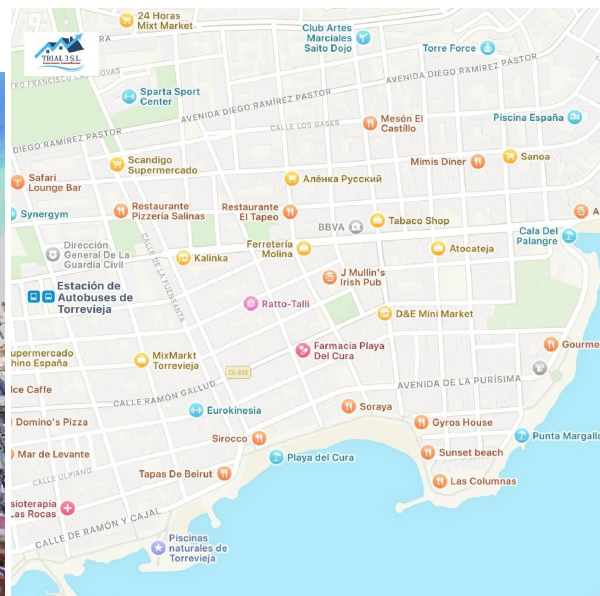 24 Horas
Mixt Market
Club Artes
Marciales
Saito Dojo
Torre Force
TRIAL 3 S.L.
AVENIDA DIEGO RAMÍREZ PASTOR
Sparta Sport
Center
AVENIDA DIEGO RAMÍREZ PASTOR
CALLE LOS GASES
Mesón El
Castillo
Piscina España
DIEGO RAMÍREZ PASTOR
Scandigo
Supermercado
Mimis Diner
Sanoa
Safari
Lounge Bar
Алёнка Русский
Synergym
Restaurante
Pizzería Salinas
Restaurante
El Tapeo
BBVA
Tabaco Shop
A
Cala Del
Palangre
Dirección
General De La
Guardia Civil
CALLE DE LA FUENSANTA
Kalinka
Ferretería
Molina
Atocateja
J Mullin's
Irish Pub
Estación de
Autobuses de
Torrevieja
Ratto-Talli
D&E Mini Market
upermercado
hino España
MixMarkt
Torrevieja
Farmacia Playa
Del Cura
Gourme
CV-898
ce Caffe
CALLE RAMÓN GALLUD
AVENIDA DE LA PURÍSIMA
Domino's Pizza
Eurokinesia
Soraya
Gyros House
Sirocco
Punta Margallo
Mar de Levante
Playa del Cura
Sunset beach
CALLE ULPIANO
Tapas De Beirut
Las Columnas
sioterapia
Las Rocas
CALLE DE RAMÓN Y CAJAL
Piscinas
naturales de
Torrevieja